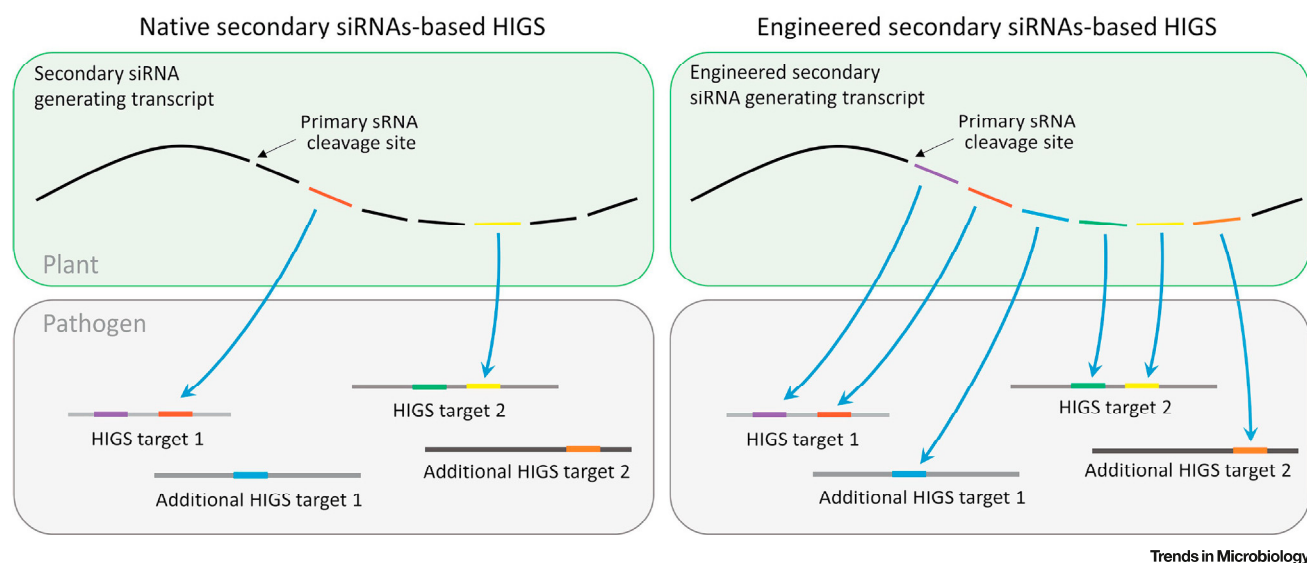 Native secondary siRNAs-based HIGS
Secondary siRNA
generating transcript
Primary sRNA
cleavage site
Plant
Pathogen
HIGS target 1
HIGS target 2
Additional HIGS target 1
Additional HIGS target 2
Engineered secondary siRNAs-based HIGS
Engineered secondary
siRNA generating transcript
Primary sRNA
cleavage site
HIGS target 1
HIGS target 2
Additional HIGS target 1
Additional HIGS target 2
Trends in Microbiology